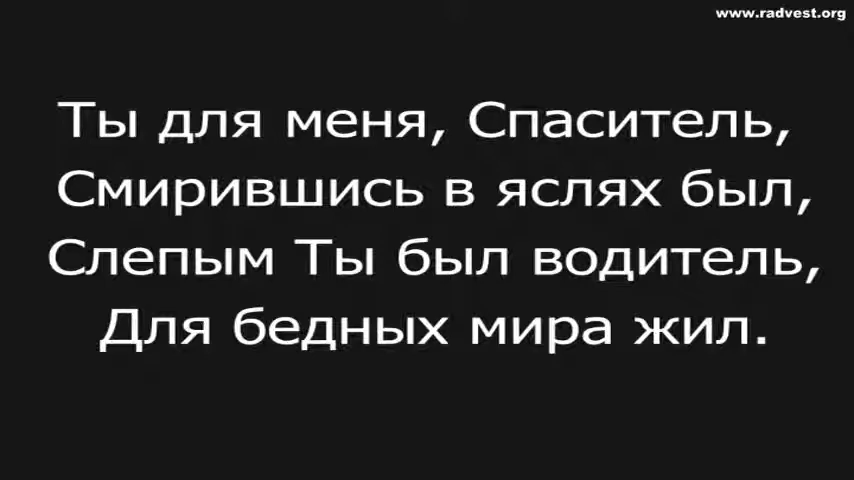 www.radvest.org
Ты для меня, Спаситель,
Смирившись в яслях был,
Слепым Ты был водитель,
Для бедных мира жил.